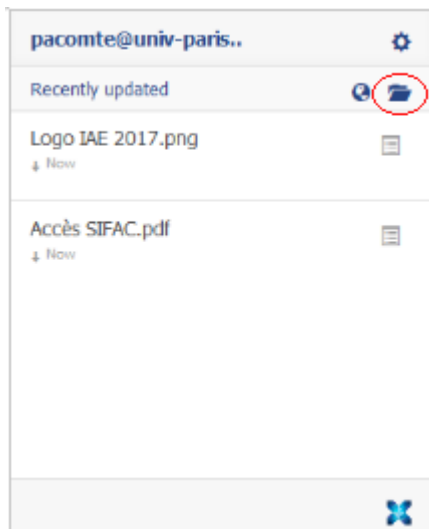 pacomte@univ-paris..
Recently updated
Logo IAE 2017.png
↓ Now
Accès SIFAC.pdf
↓ Now